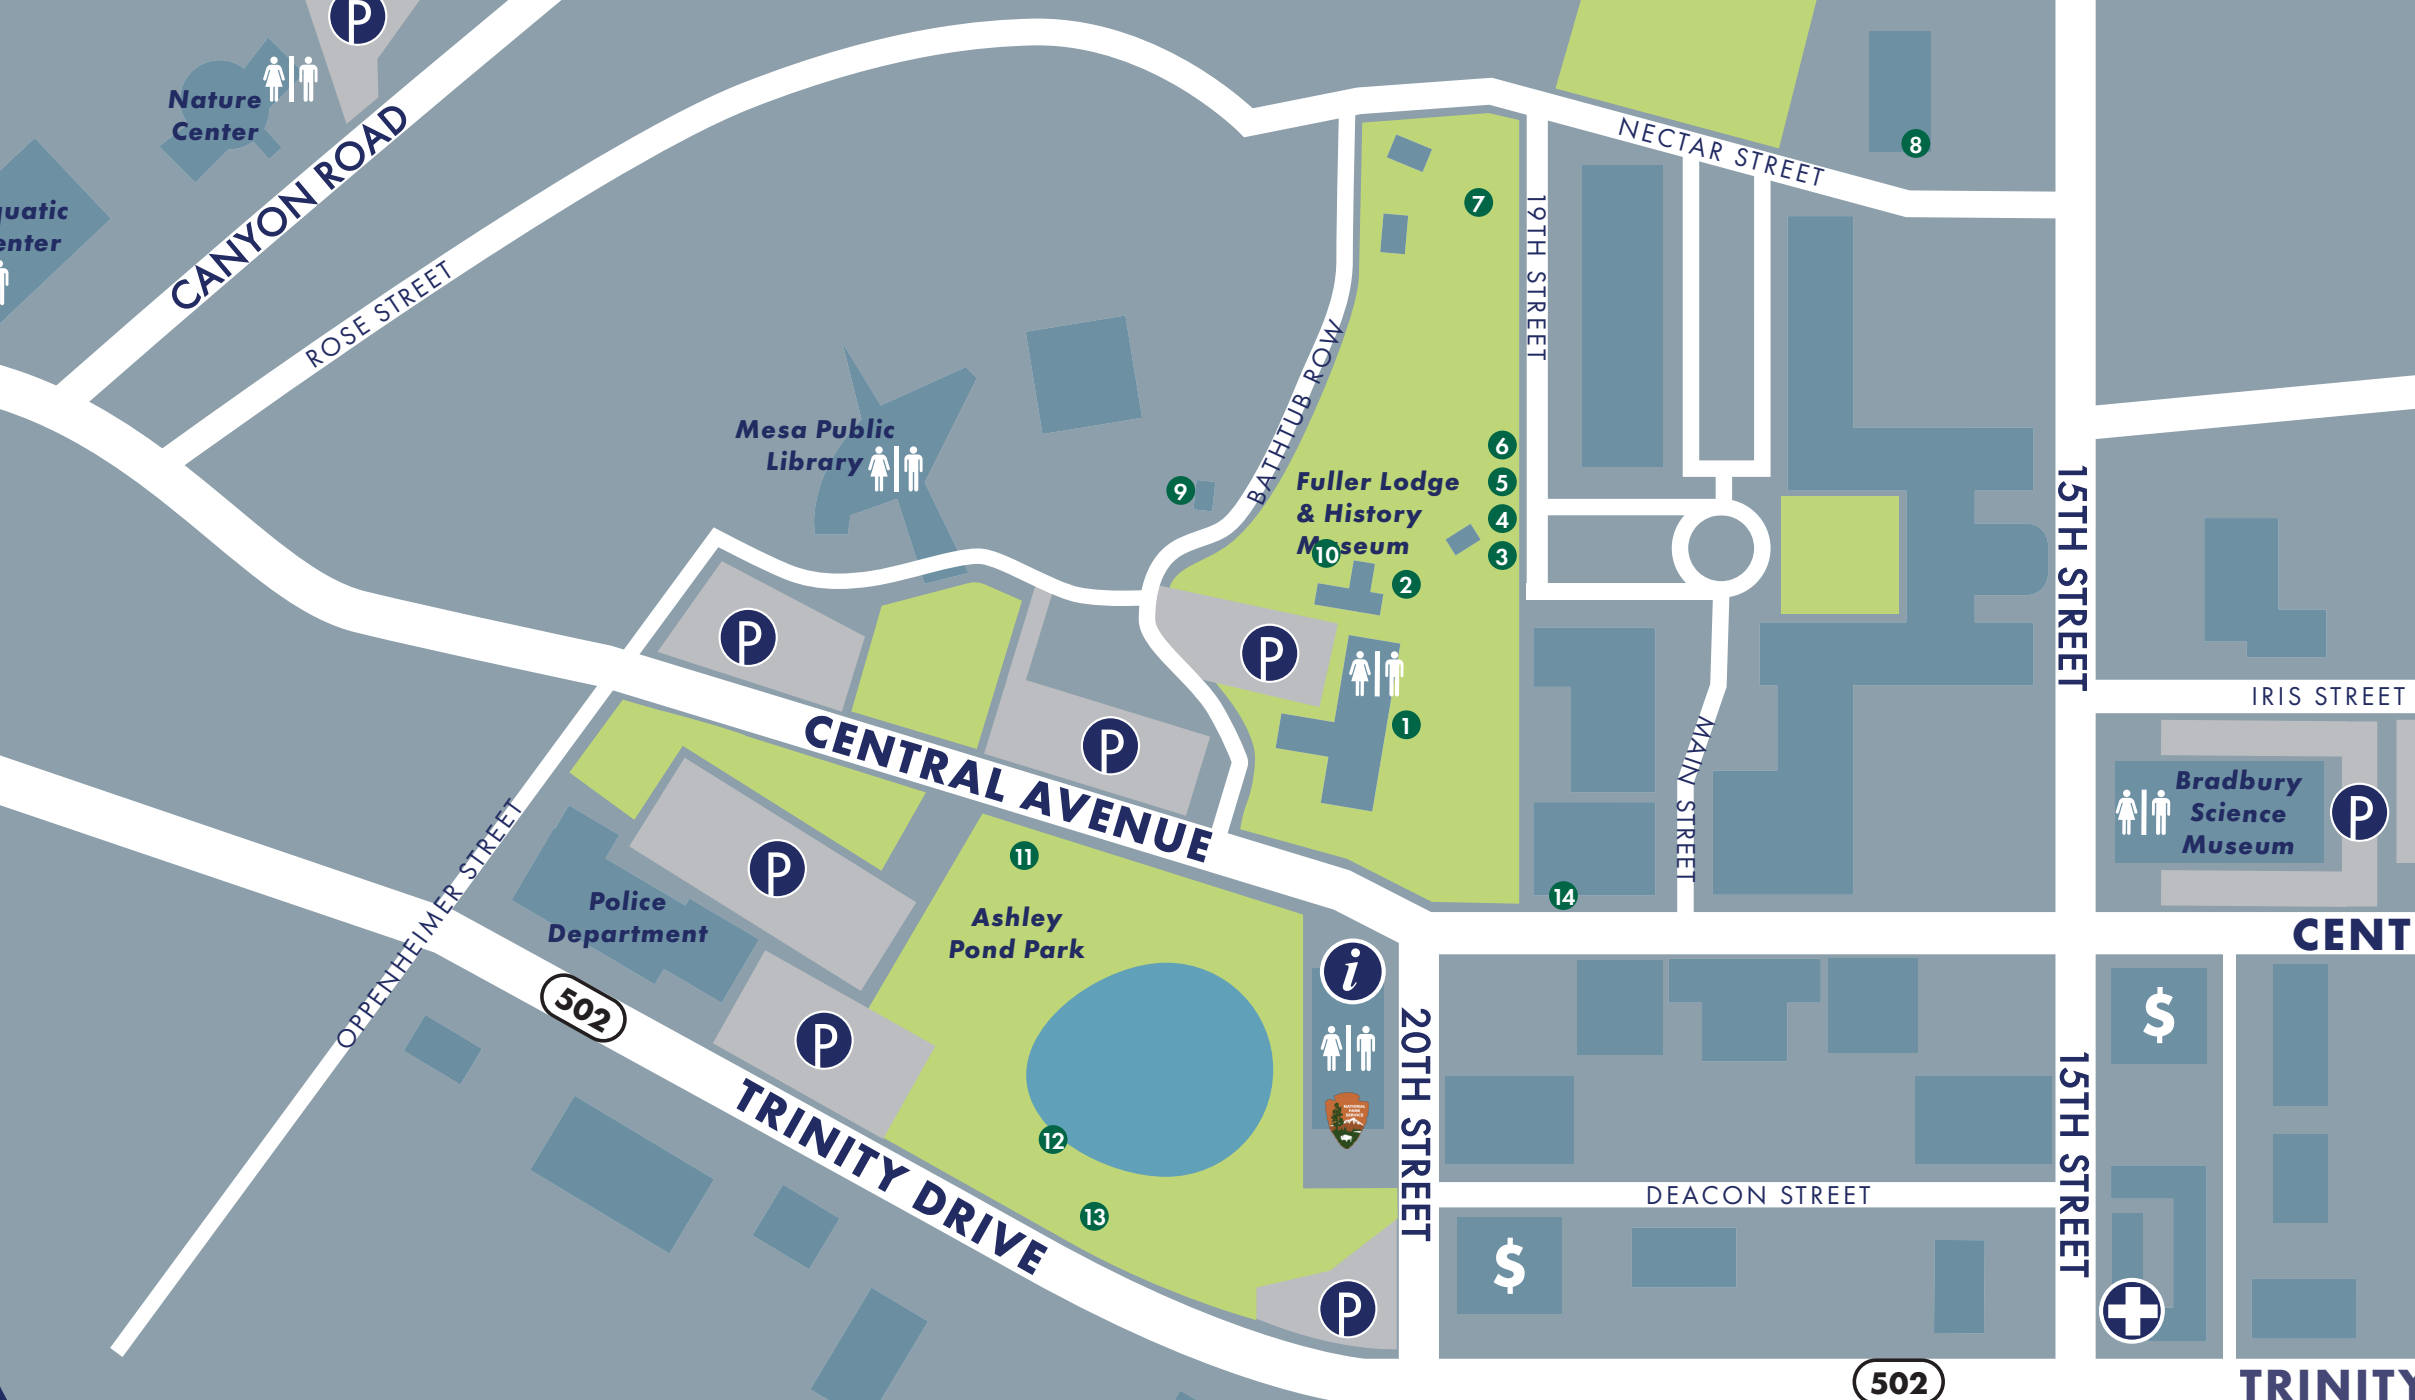 P
Nature
Center
CANYON ROAD
NECTAR STREET
8
uatic
enter
7
19TH STREET
ROSE STREET
BATHTUB ROW
Mesa Public
Library
6
Fuller Lodge
& History
Museum
9
5
4
3
10
2
15TH STREET
P
P
1
IRIS STREET
CENTRAL AVENUE
P
MAIN STREET
Bradbury
Science
Museum
P
OPPENHEIMER STREET
P
11
14
Police
Department
Ashley
Pond Park
CENT
i
502
$
P
20TH STREET
15TH STREET
NATIONAL
PARK
SERVICE
TRINITY DRIVE
12
13
DEACON STREET
$
P
502
TRINITY